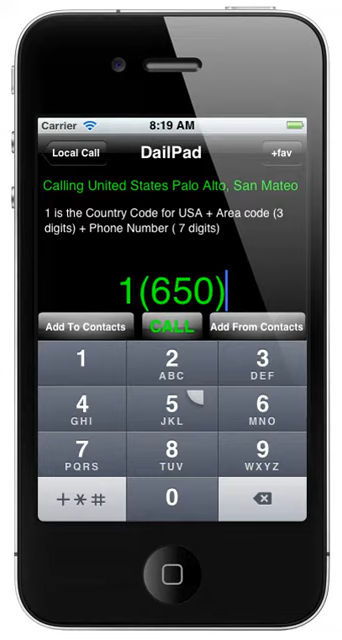 Carrier 8:19 AM
Local Call DailPad +fav
Calling United States Palo Alto, San Mateo
1 is the Country Code for USA + Area code (3
digits) + Phone Number ( 7 digits)
1(650)
Add To Contacts CALL Add From Contacts
1 2 3
ABC DEF
4 5 6
GHI JKL MNO
7 8 9
PQRS TUV WXYZ
+*# 0